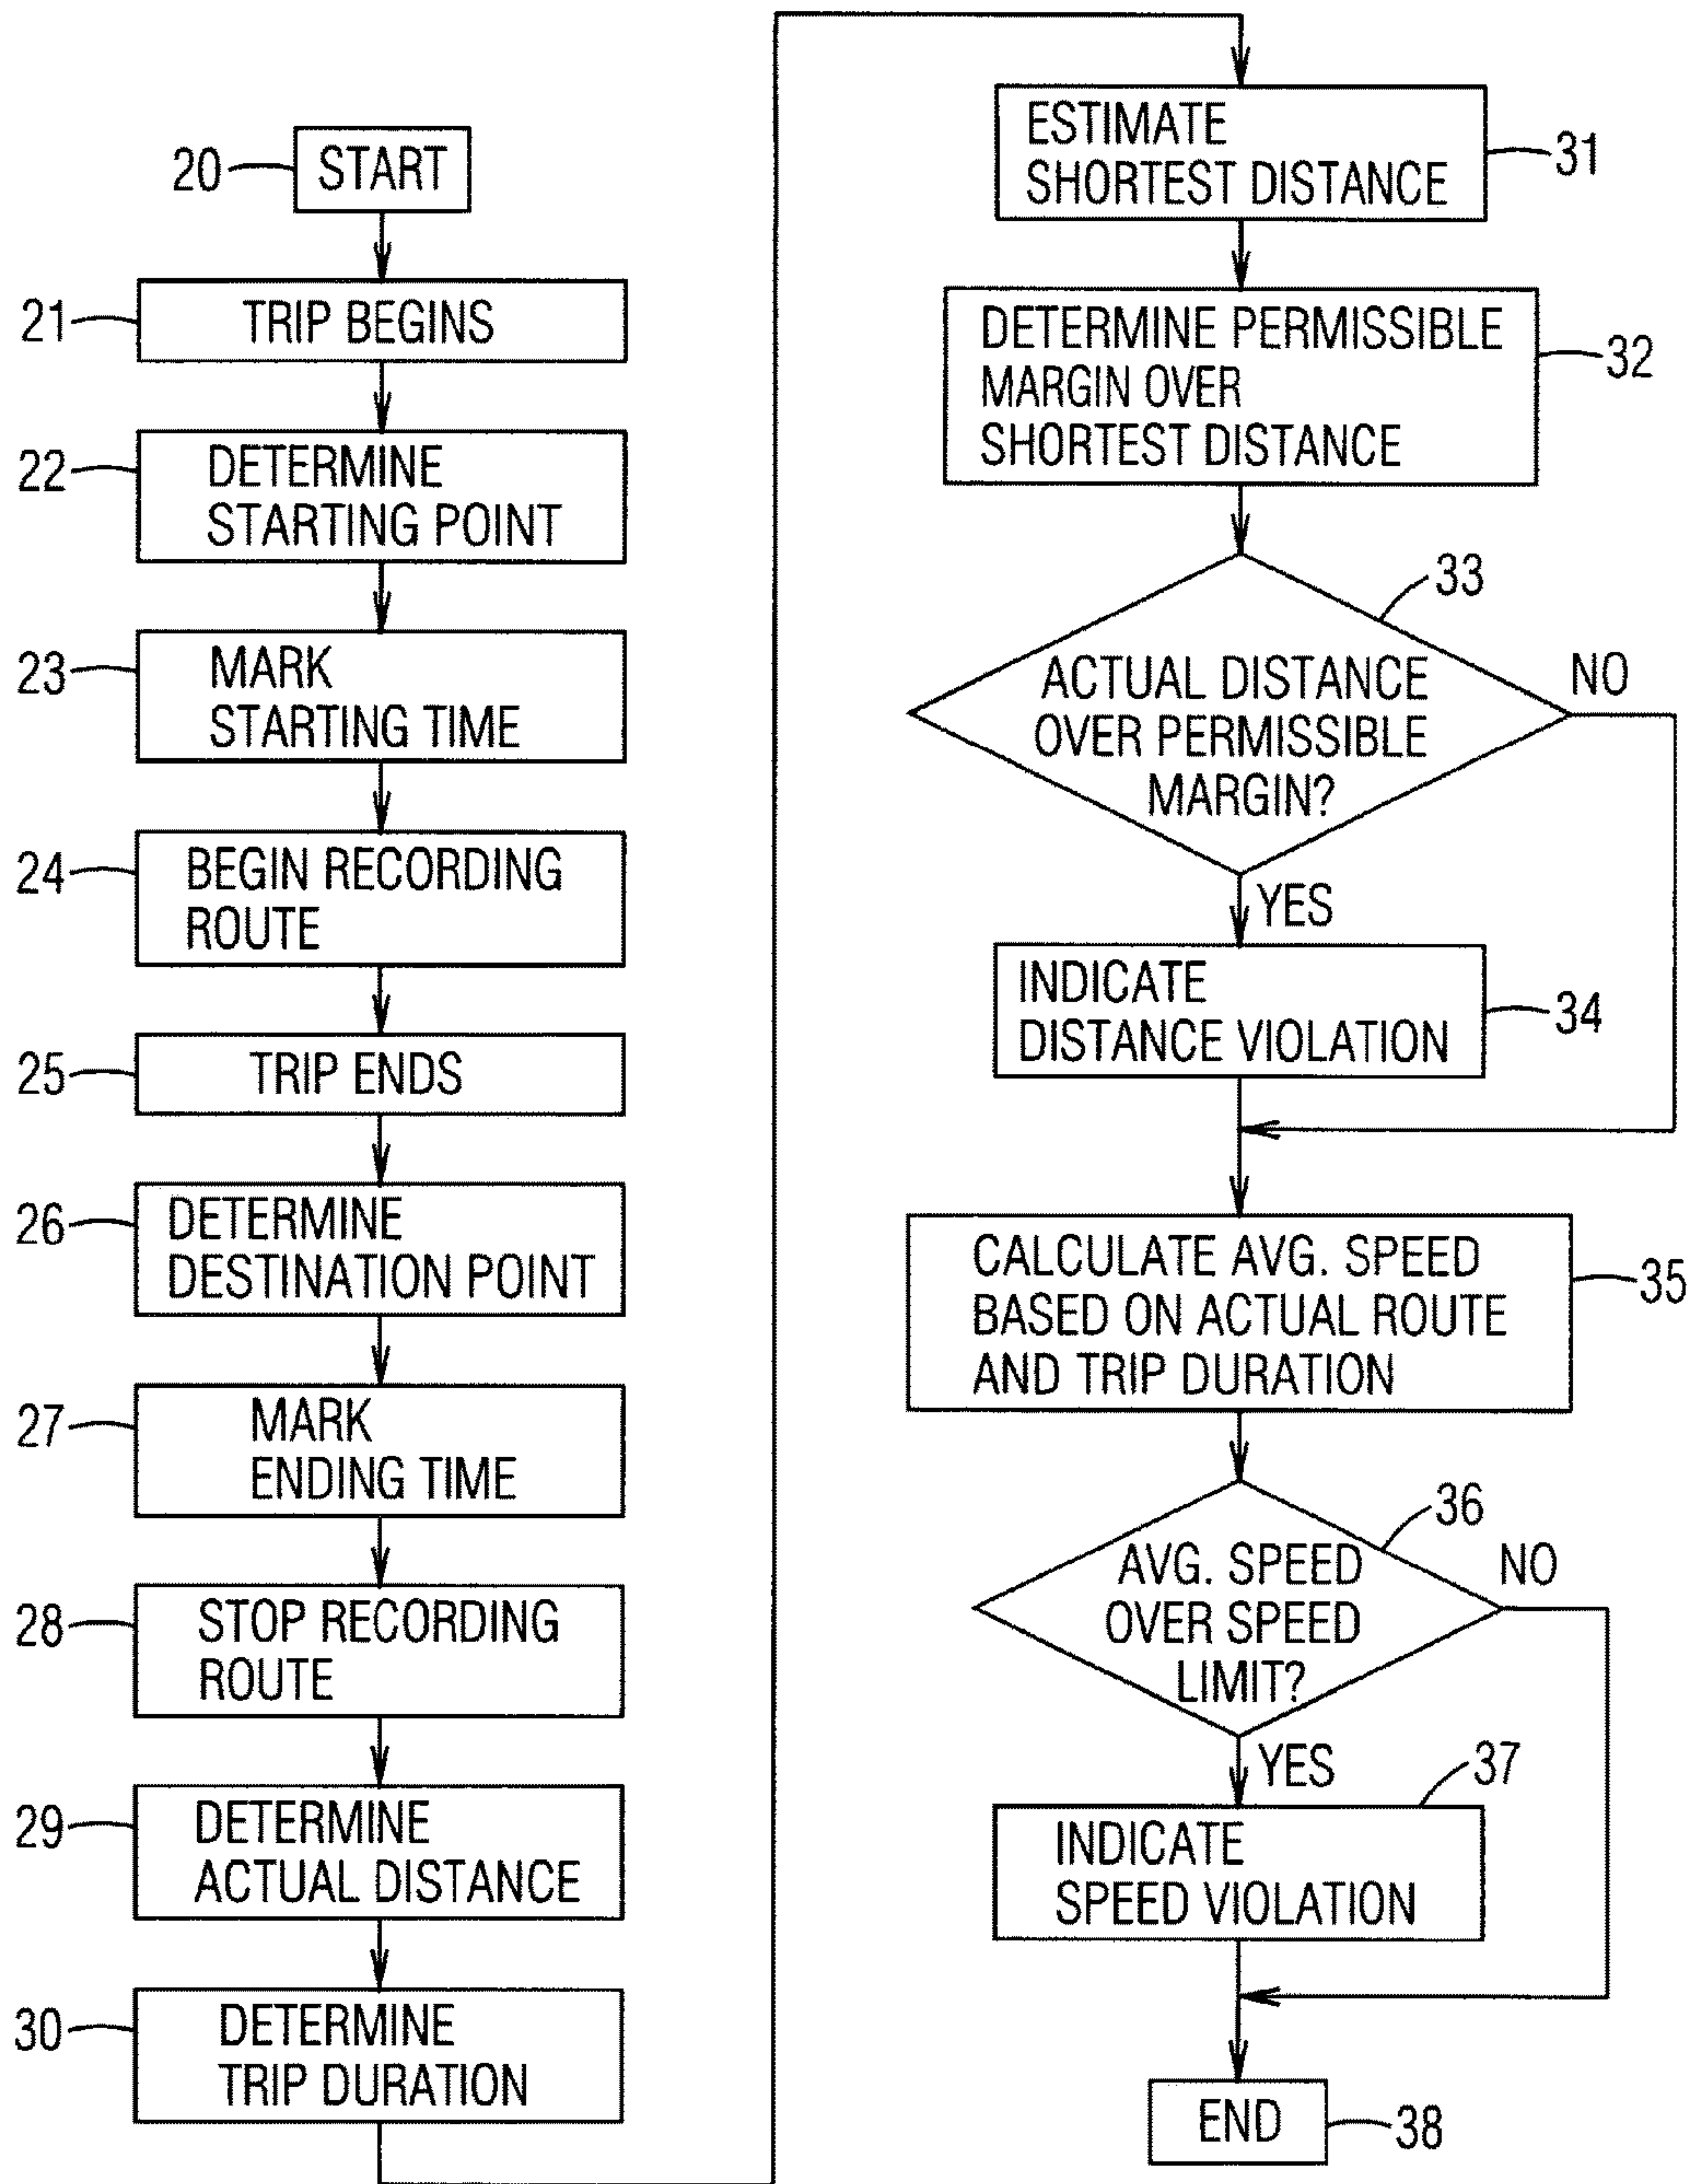 20
START
21
TRIP BEGINS
22
DETERMINE
STARTING POINT
23
MARK
STARTING TIME
24
BEGIN RECORDING
ROUTE
25
TRIP ENDS
26
DETERMINE
DESTINATION POINT
27
MARK
ENDING TIME
28
STOP RECORDING
ROUTE
29
DETERMINE
ACTUAL DISTANCE
30
DETERMINE
TRIP DURATION
ESTIMATE
SHORTEST DISTANCE
31
DETERMINE PERMISSIBLE
MARGIN OVER
SHORTEST DISTANCE
32
33
ACTUAL DISTANCE
OVER PERMISSIBLE
MARGIN?
NO
YES
INDICATE
DISTANCE VIOLATION
34
CALCULATE AVG. SPEED
BASED ON ACTUAL ROUTE
AND TRIP DURATION
35
36
AVG. SPEED
OVER SPEED
LIMIT?
NO
YES
37
INDICATE
SPEED VIOLATION
END
38